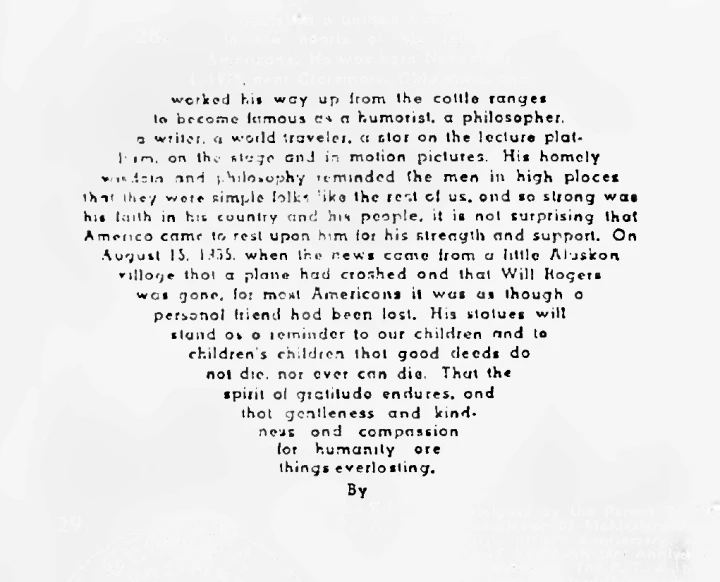 worked his way up from the cattle ranges
to become famous as a humorist, a philosopher,
a writer, a world traveler, a star on the lecture plat-
form, on the stage and in motion pictures. His homely
wisdom and philosophy reminded the men in high places
that they were simple folks like the rest of us, and so strong was
his faith in his country and his people, it is not surprising that
America came to rest upon him for his strength and support. On
August 15, 1935, when the news came from a little Alaskan
village that a plane had crashed and that Will Rogers
was gone, for most Americans it was as though a
personal friend had been lost. His statues will
stand as a reminder to our children and to
children's children that good deeds do
not die, nor ever can die. That the
spirit of gratitude endures, and
that gentleness and kind-
ness and compassion
for humanity are
things everlasting.
By
29